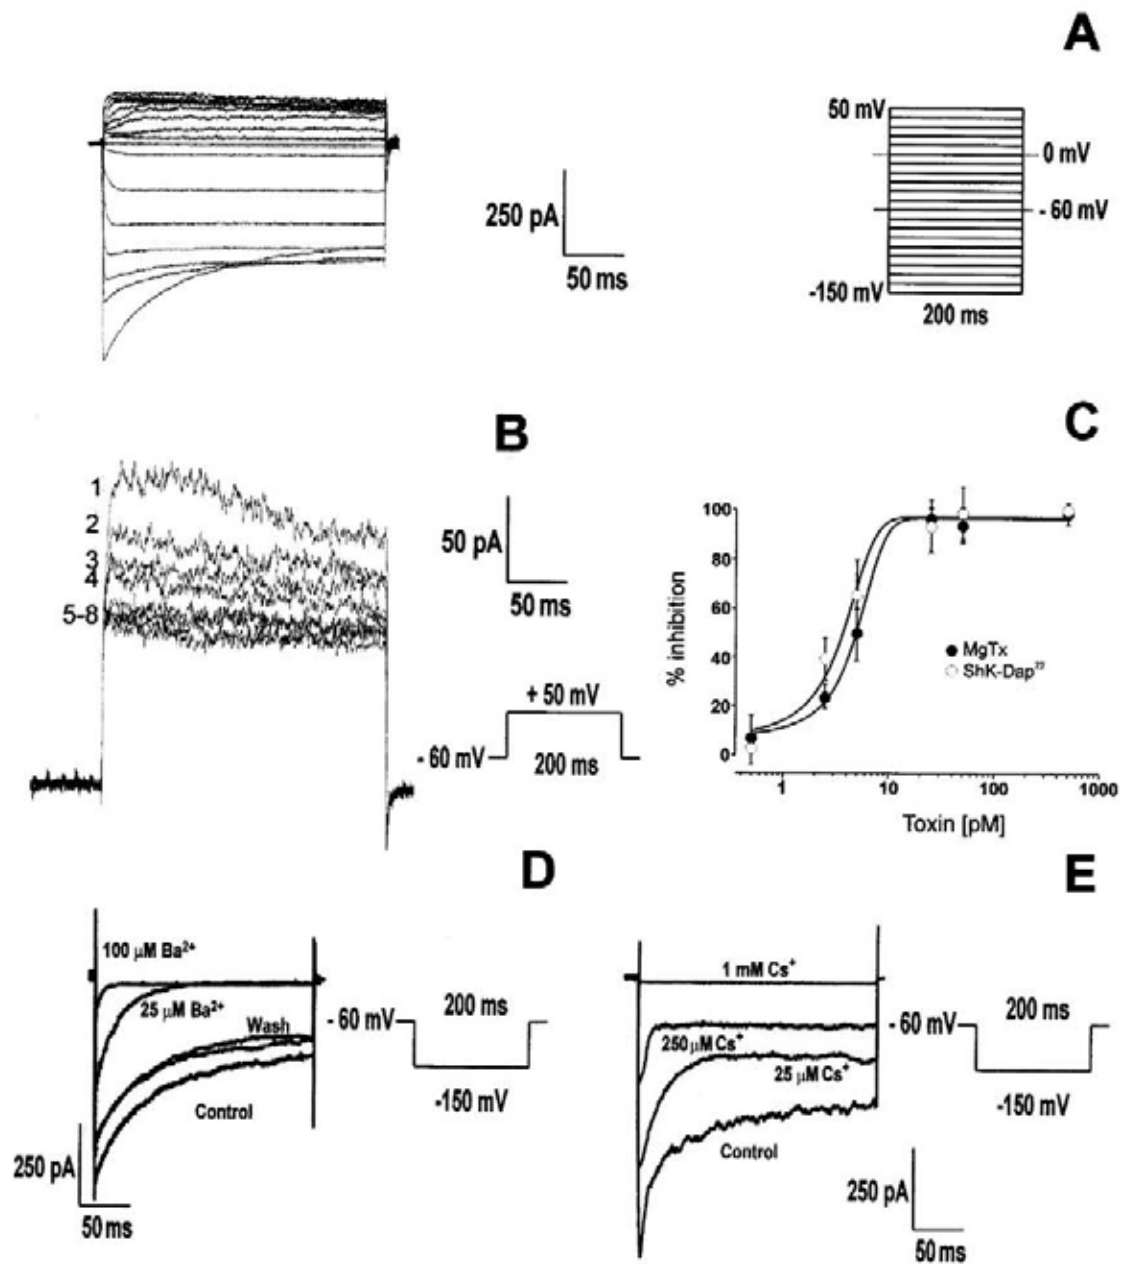 A
50 mV
0 mV
250 pA
- 60 mV
50 ms
-150 mV
200 ms
B
C
1
2
3
4
5-8
50 pA
50 ms
+ 50 mV
- 60 mV
200 ms
100
80
60
40
20
0
% inhibition
MgTx
ShK-Dap²²
1
10
100
1000
Toxin [pM]
D
E
100 µM Ba²⁺
25 µM Ba²⁺
Wash
Control
- 60 mV
200 ms
-150 mV
250 pA
50 ms
1 mM Cs⁺
250 µM Cs⁺
25 µM Cs⁺
Control
- 60 mV
200 ms
-150 mV
250 pA
50 ms